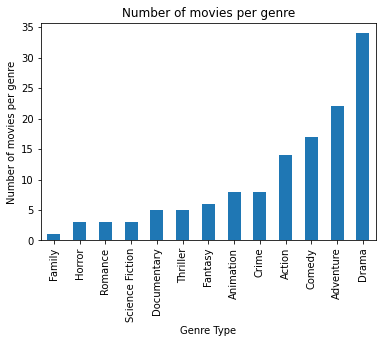 Number of movies per genre
Number of movies per genre
35
30
25
20
15
10
5
0
Family
Horror
Romance
Science Fiction
Documentary
Thriller
Fantasy
Animation
Crime
Action
Comedy
Adventure
Drama
Genre Type